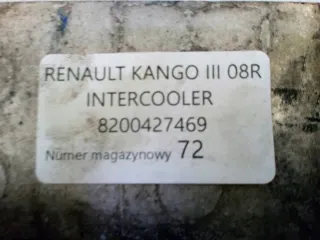 RENAULT KANGO III 08R
INTERCOOLER
8200427469
Numer magazynowy 72